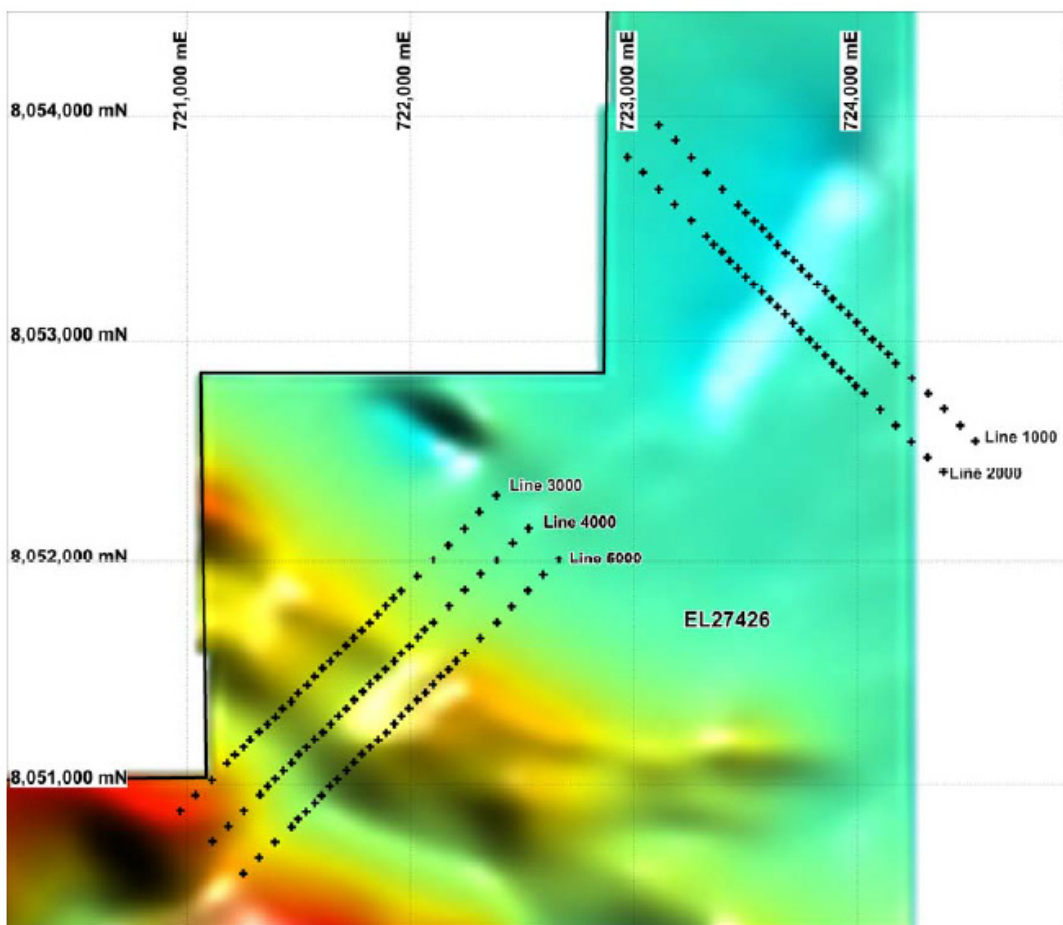 721,000 mE
722,000 mE
723,000 mE
724,000 mE
8,054,000 mN
8,053,000 mN
Line 1000
Line 2000
Line 3000
Line 4000
8,052,000 mN
Line 5000
EL27426
8,051,000 mN